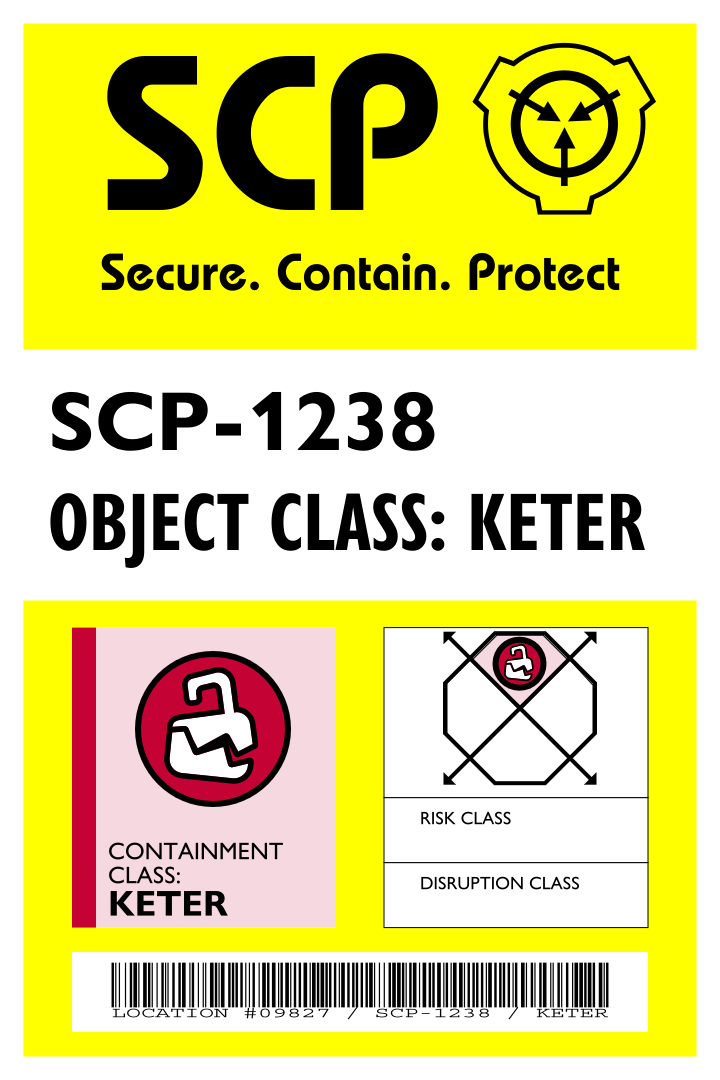 SCP
Secure. Contain. Protect
SCP-1238
OBJECT CLASS: KETER
CONTAINMENT
CLASS:
KETER
RISK CLASS
DISRUPTION CLASS
LOCATION #09827 / SCP-1238 / KETER